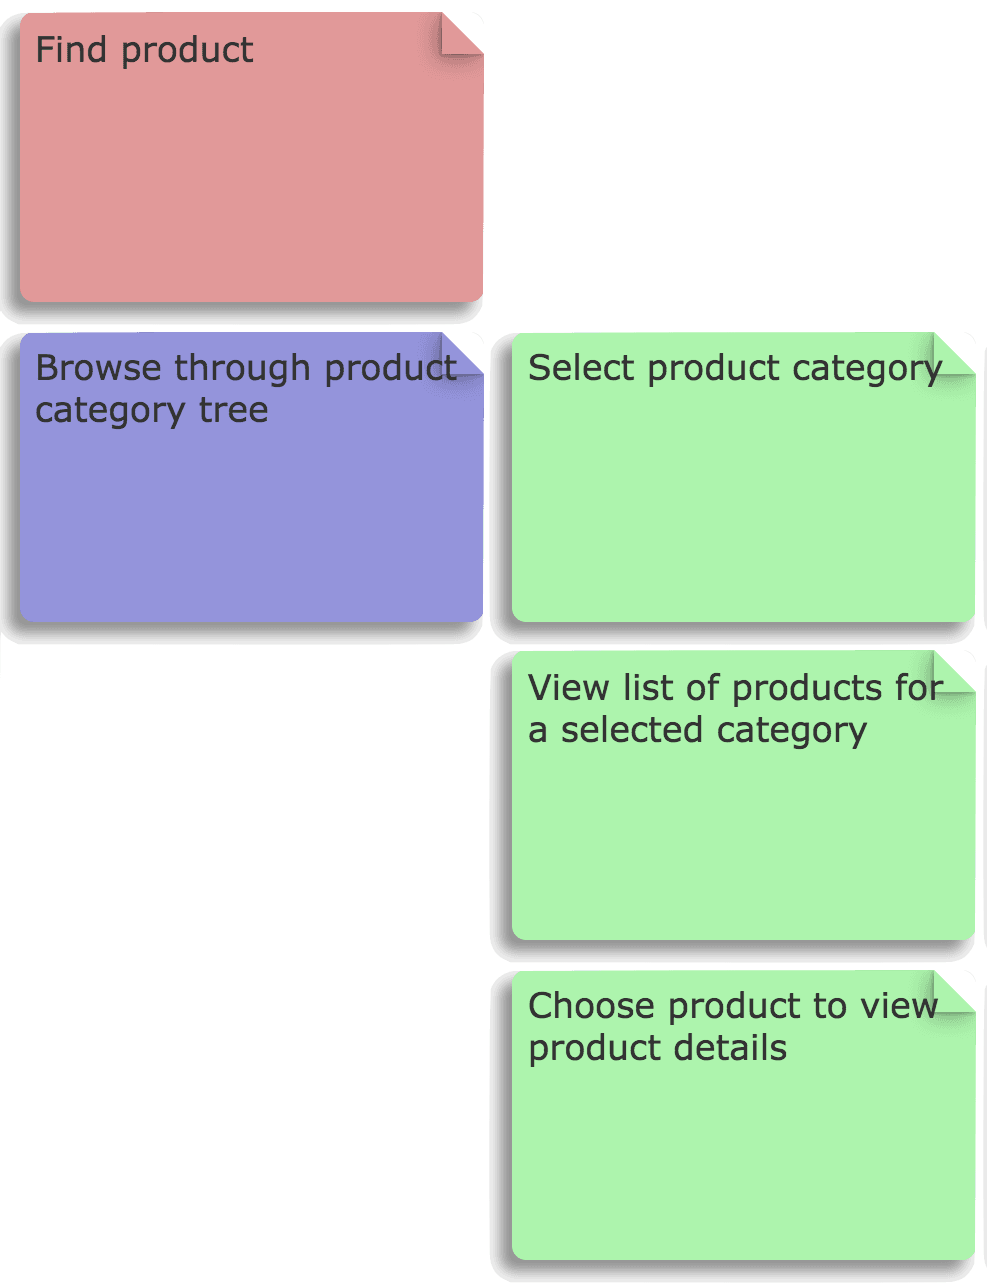 Find product
Browse through product
category tree
Select product category
View list of products for
a selected category
Choose product to view
product details